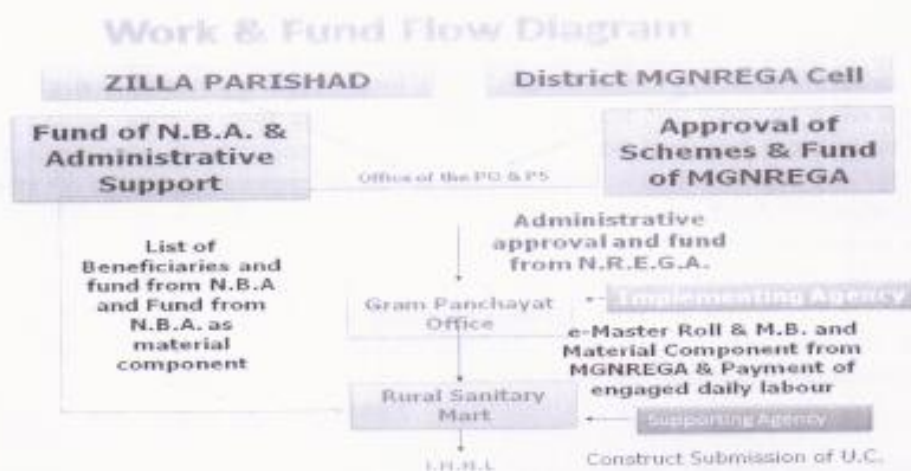 Work & Fund Flow Diagram
ZILLA PARISHAD
District MGNREGA Cell
Fund of N.B.A. &
Administrative
Support
Approval of
Schemes & Fund
of MGNREGA
Office of the PO & PS
Administrative
approval and fund
from N.R.E.G.A.
List of
Beneficiaries and
fund from N.B.A
and Fund from
N.B.A. as
material
component
Gram Panchayat
Office
Implementing Agency
e-Master Roll & M.B. and
Material Component from
MGNREGA & Payment of
engaged daily labour
Rural Sanitary
Mart
Supporting Agency
I.H.H.L
Construct Submission of U.C.